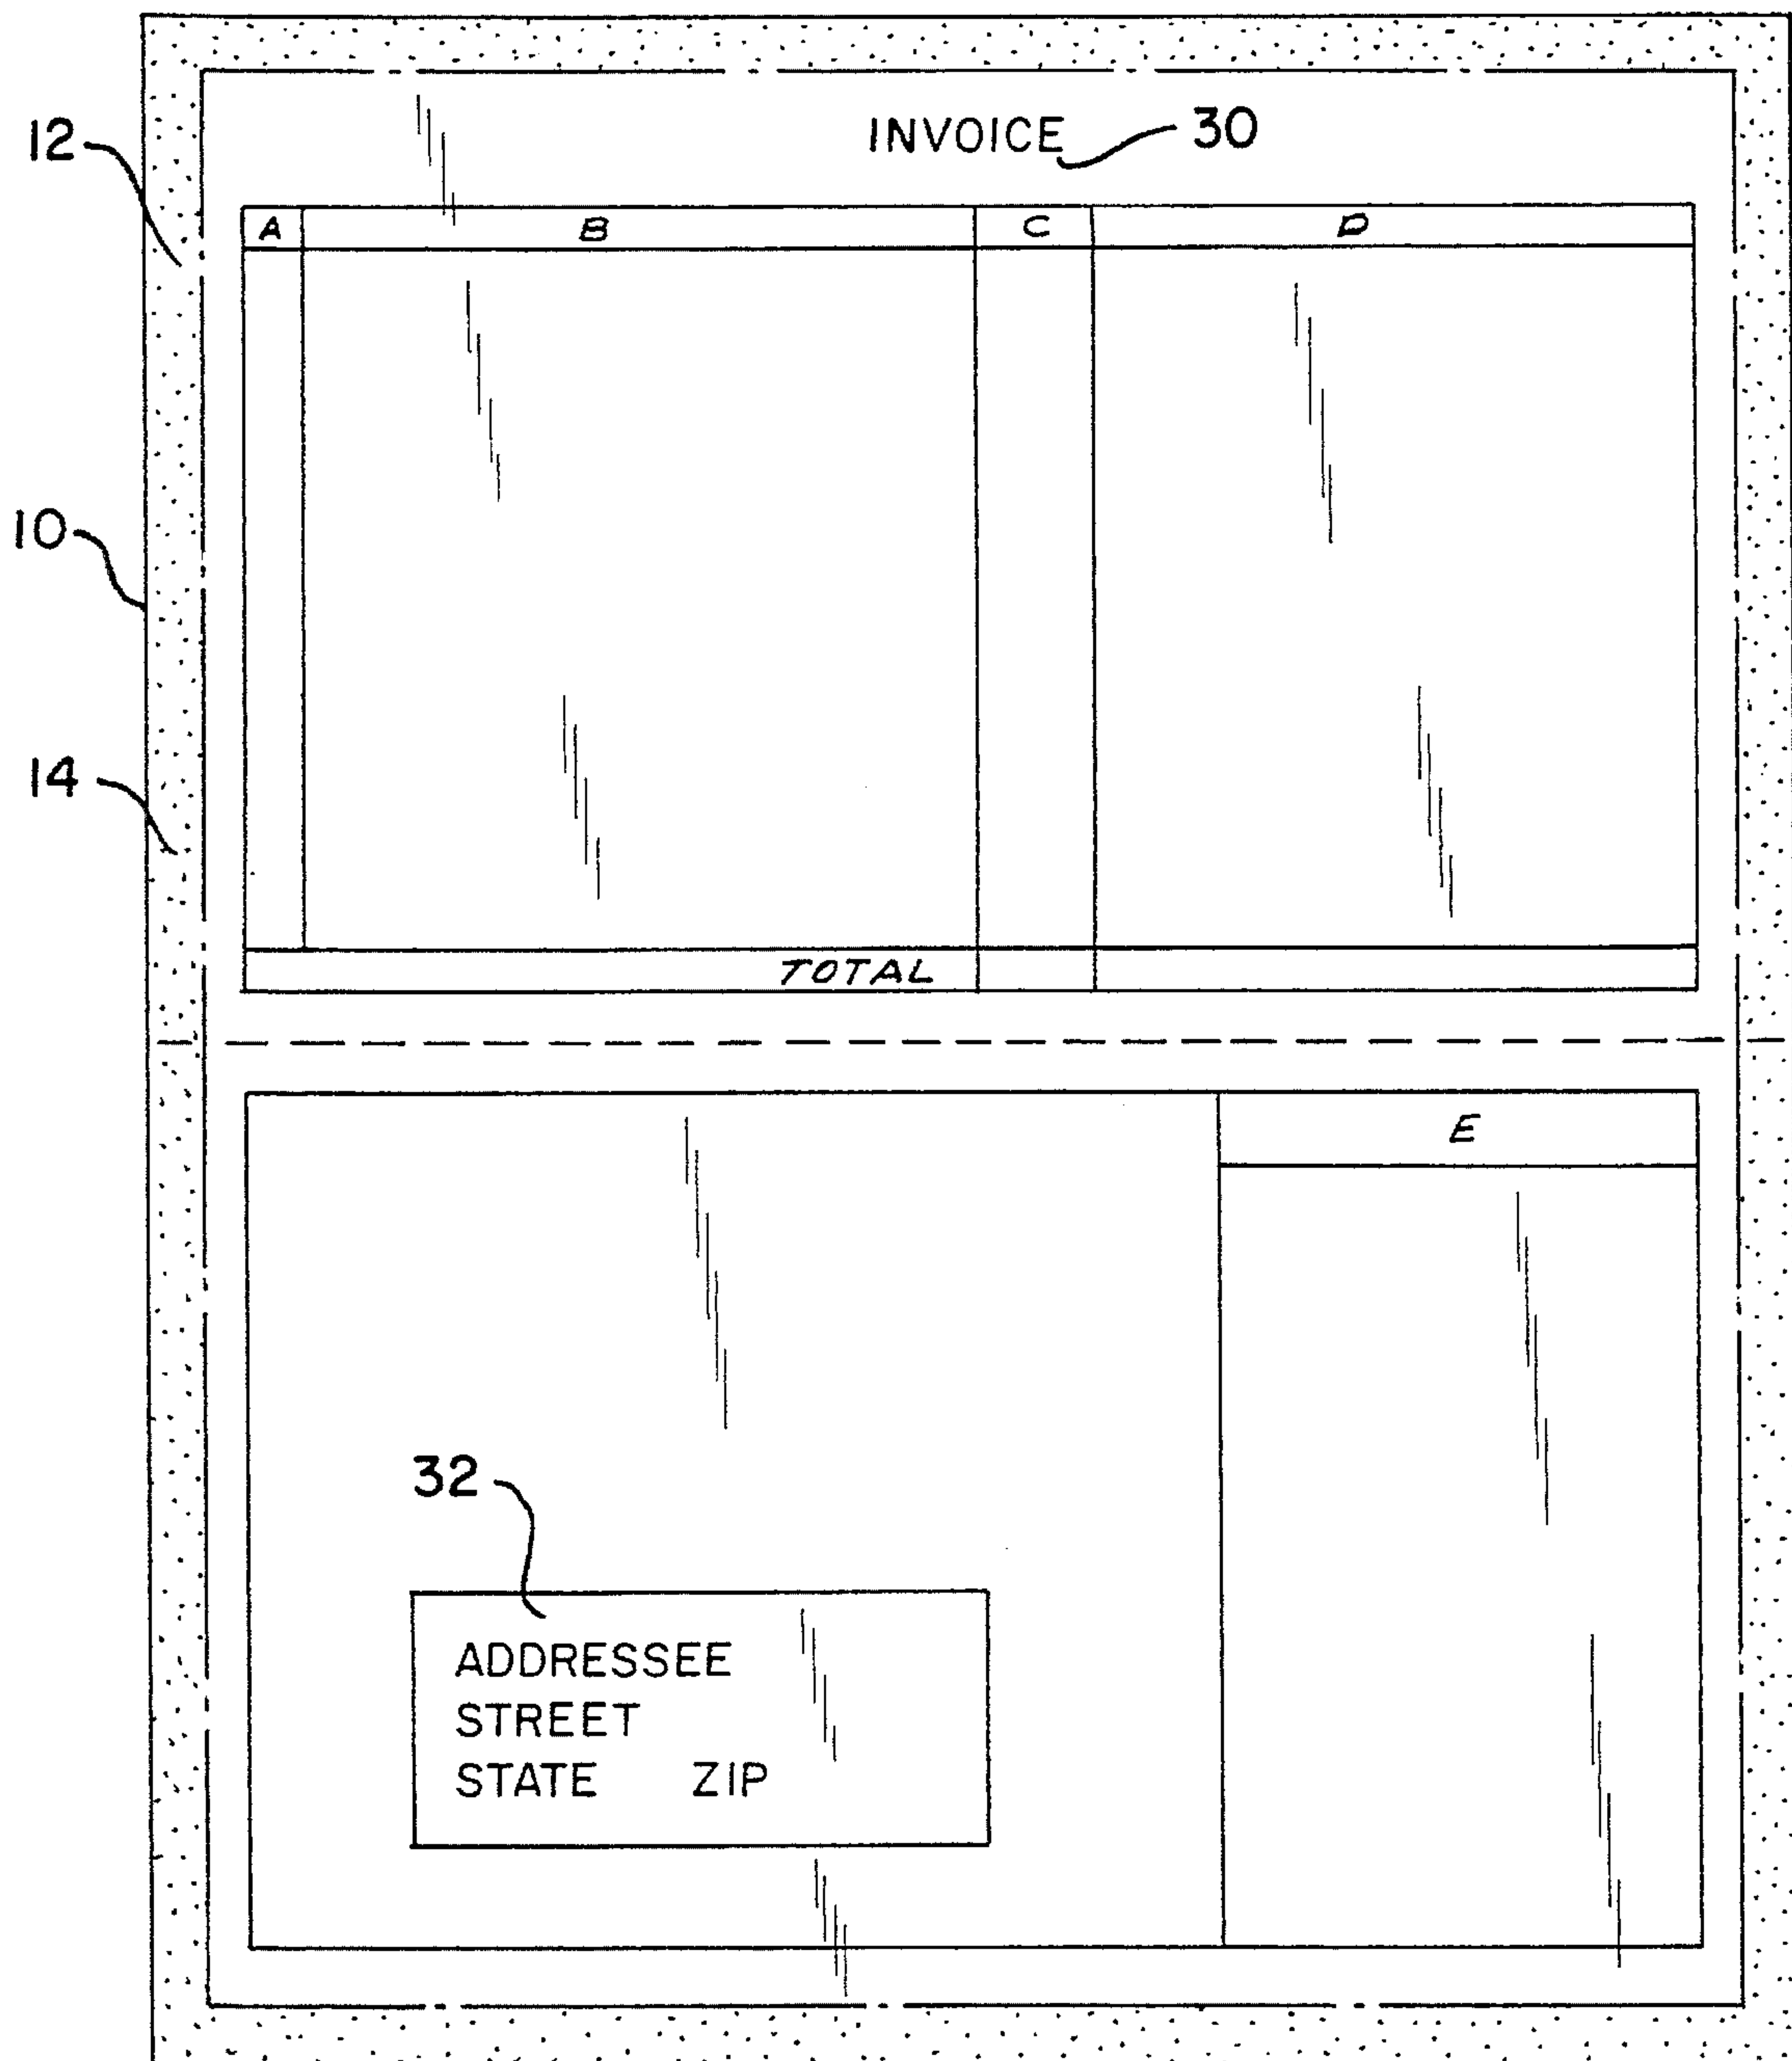 INVOICE 30
12
A B C D
10
14
TOTAL
E
32
ADDRESSEE
STREET
STATE ZIP